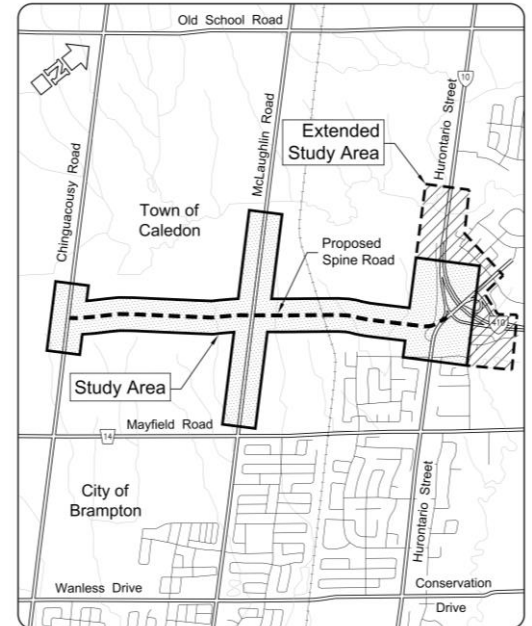 Old School Road
N
10
Hurontario Street
Extended
Study Area
Chinguacousy Road
McLaughlin Road
Town of
Caledon
Proposed
Spine Road
410
Study Area
Mayfield Road
14
City of
Brampton
Hurontario Street
Wanless Drive
Conservation
Drive